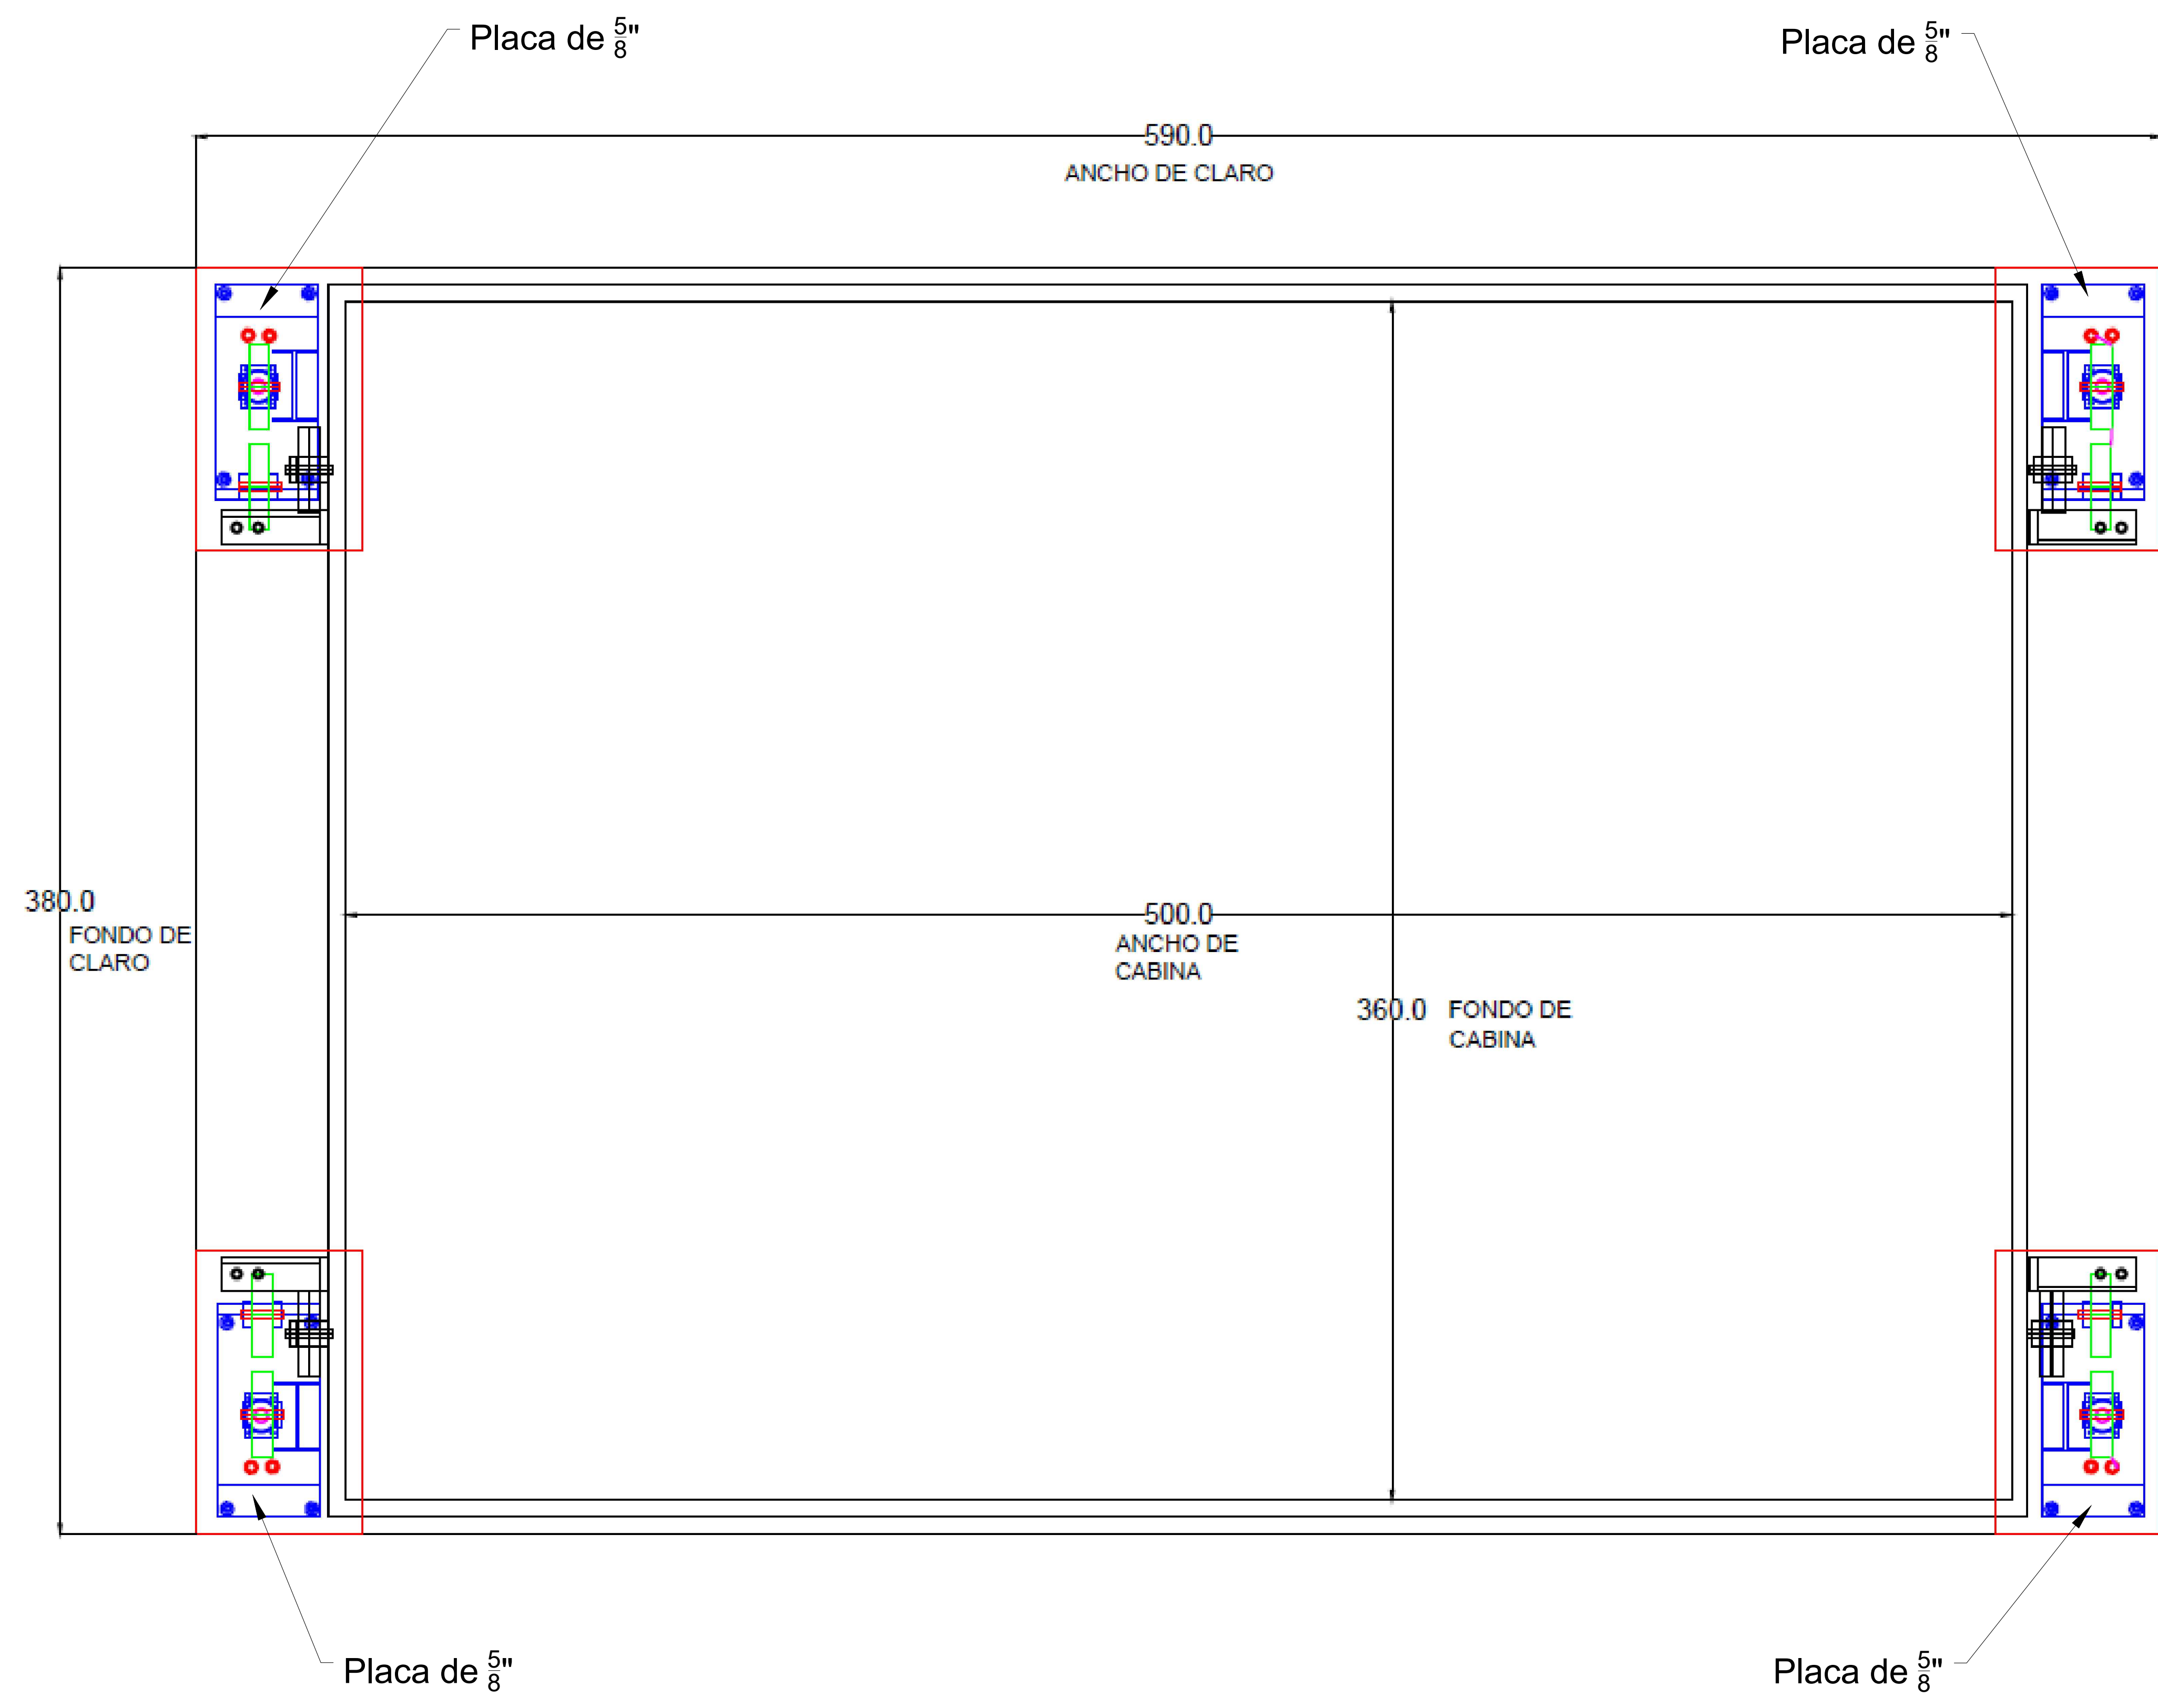 Placa de 5/8"
Placa de 5/8"
590.0
ANCHO DE CLARO
380.0
FONDO DE
CLARO
500.0
ANCHO DE
CABINA
360.0
FONDO DE
CABINA
Placa de 5/8"
Placa de 5/8"